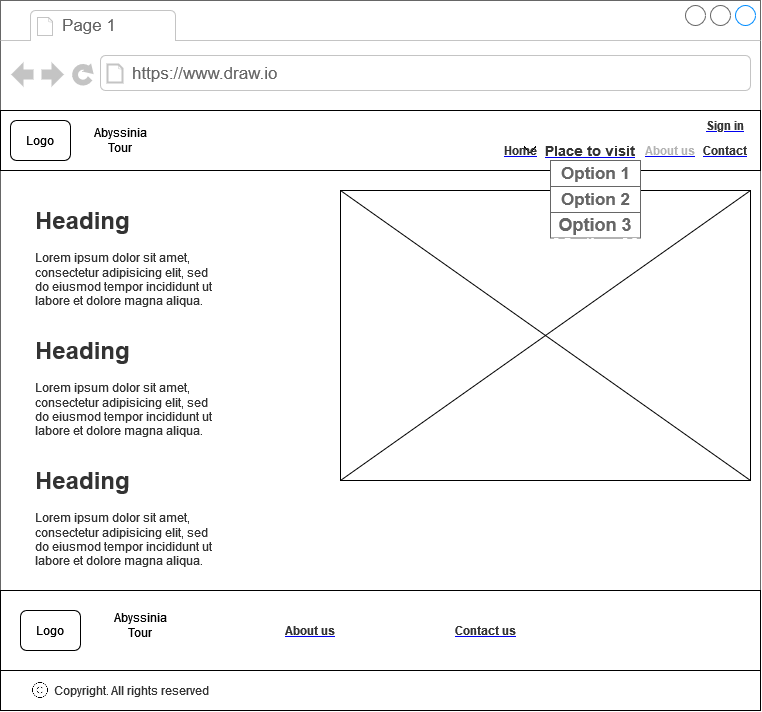 Page 1
https://www.draw.io
Logo
Abyssinia
Tour
Sign in
Home
Place to visit
About us
Contact
Option 1
Option 2
Option 3
Heading
Lorem ipsum dolor sit amet,
consectetur adipisicing elit, sed
do eiusmod tempor incididunt ut
labore et dolore magna aliqua.
Heading
Lorem ipsum dolor sit amet,
consectetur adipisicing elit, sed
do eiusmod tempor incididunt ut
labore et dolore magna aliqua.
Heading
Lorem ipsum dolor sit amet,
consectetur adipisicing elit, sed
do eiusmod tempor incididunt ut
labore et dolore magna aliqua.
Logo
Abyssinia
Tour
About us
Contact us
© Copyright. All rights reserved